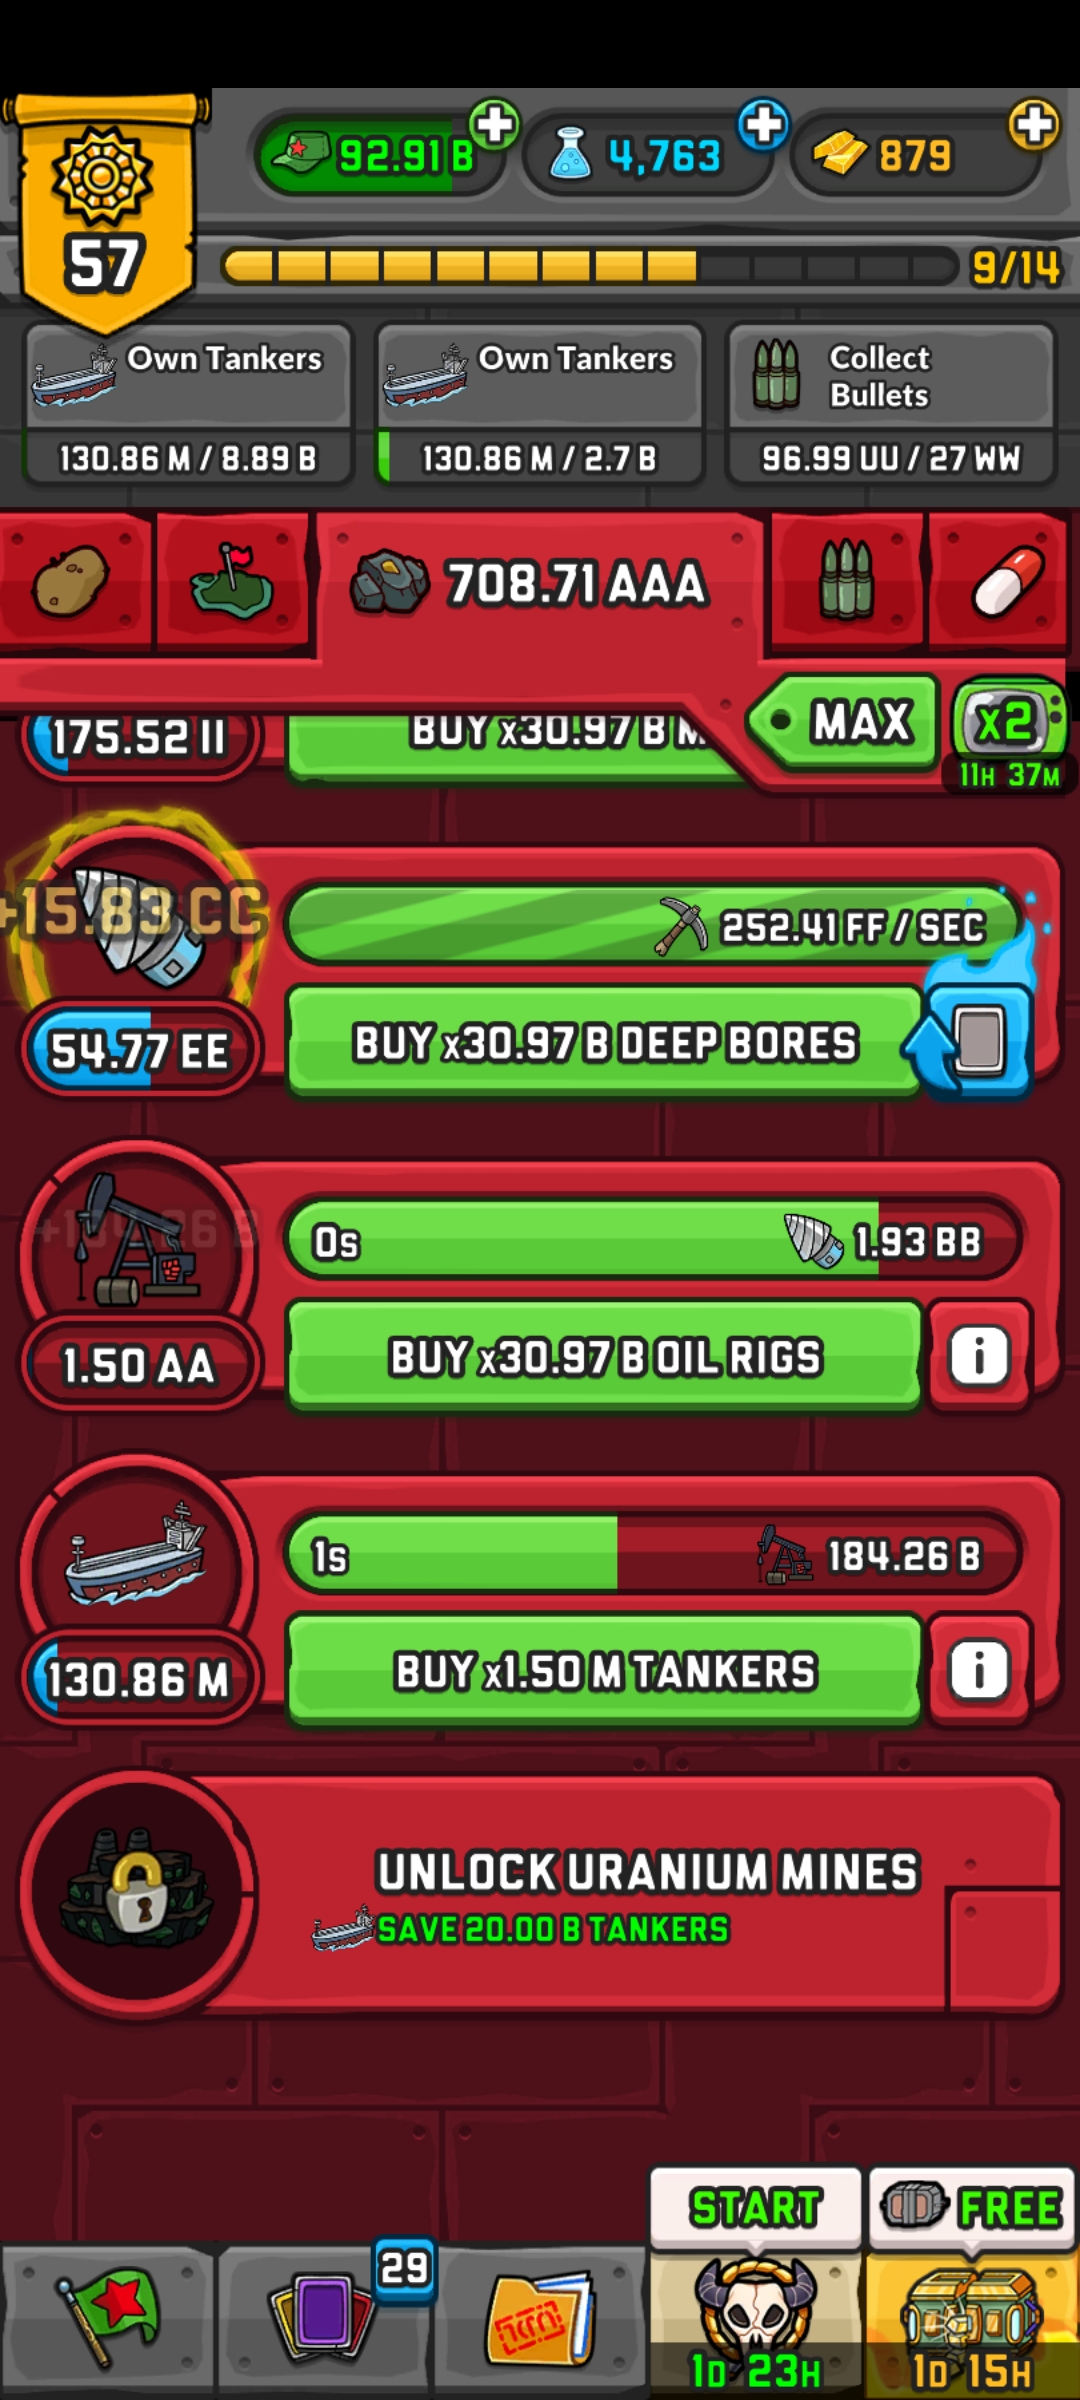 92.91 B
4,763
879
57
9/14
Own Tankers
130.86 M / 8.89 B
Own Tankers
130.86 M / 2.7 B
Collect
Bullets
96.99 UU / 27 WW
708.71 AAA
MAX
x2
11H 37M
175.52 II
BUY x30.97 B M
+15.83 CC
252.41 FF / SEC
54.77 EE
BUY x30.97 B DEEP BORES
+184.26 B
0s
1.93 BB
1.50 AA
BUY x30.97 B OIL RIGS
i
1s
184.26 B
130.86 M
BUY x1.50 M TANKERS
i
UNLOCK URANIUM MINES
SAVE 20.00 B TANKERS
START
FREE
29
1D 23H
1D 15H